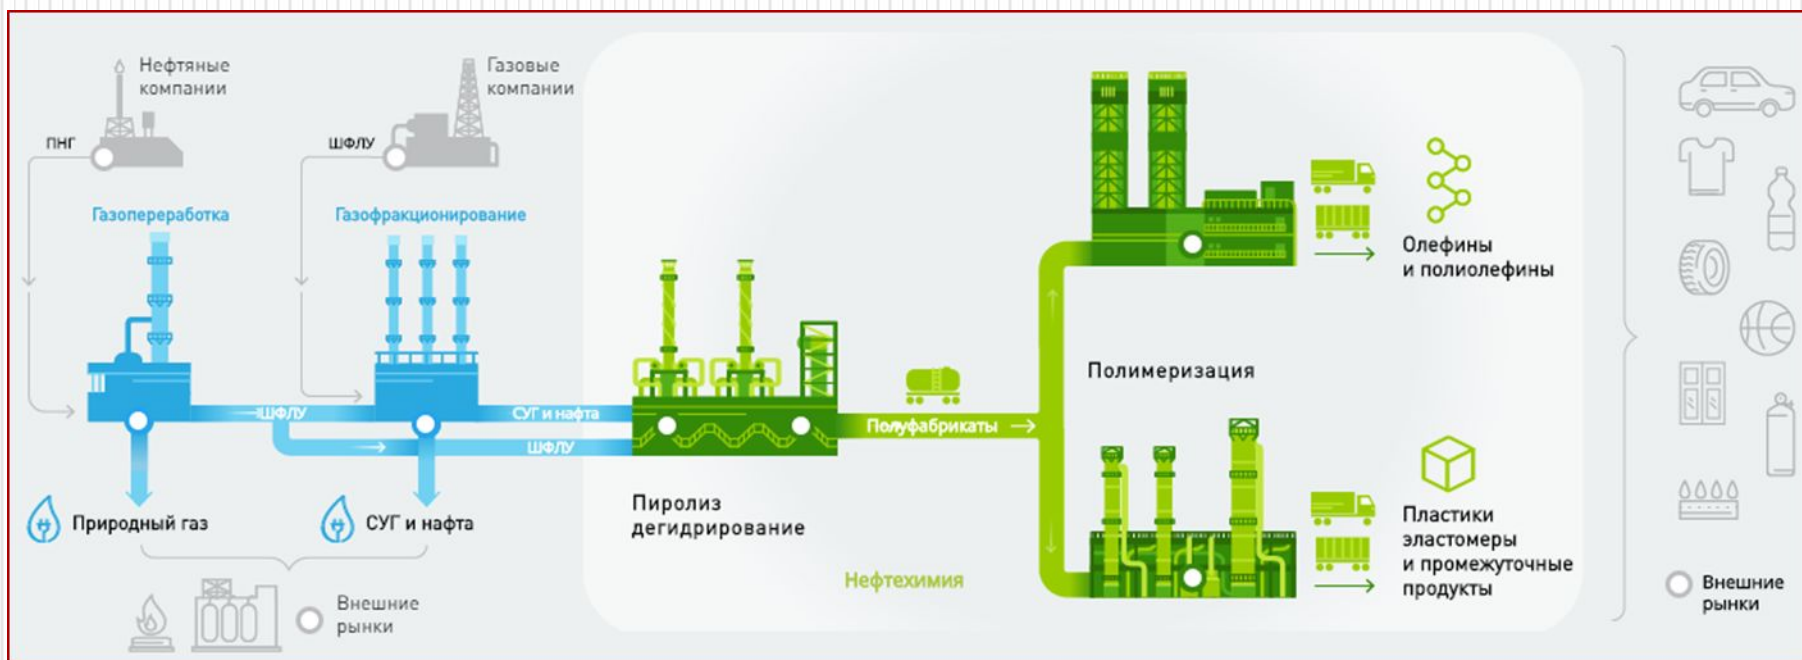 Нефтяные
компании
ПНГ
Газопереработка
Газовые
компании
ШФЛУ
Газофракционирование
ШФЛУ
СУГ и нафта
ШФЛУ
Природный газ
СУГ и нафта
Внешние
рынки
Пиролиз
дегидрирование
Полуфабрикаты
Нефтехимия
Полимеризация
Олефины
и полиолефины
Пластики
эластомеры
и промежуточные
продукты
Внешние
рынки